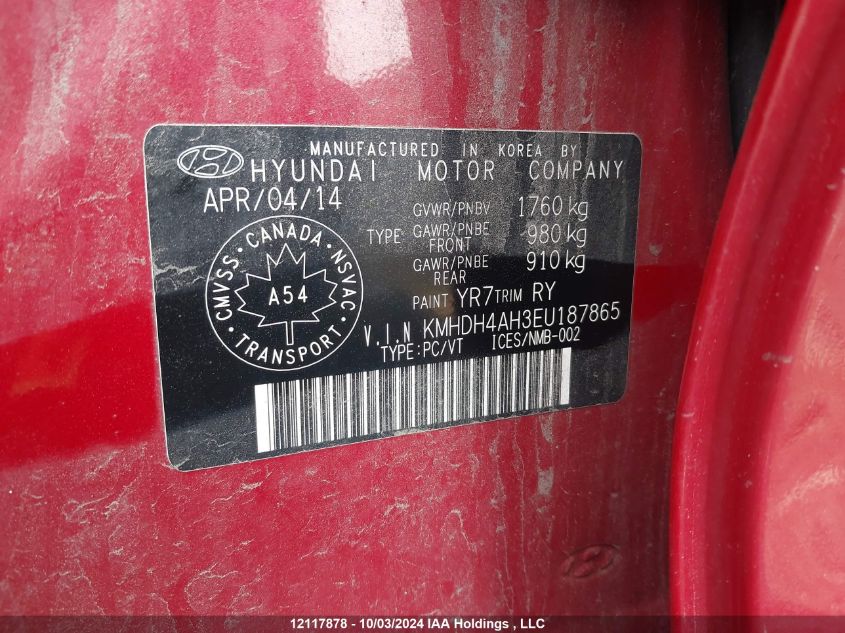 MANUFACTURED IN KOREA BY
HYUNDAI MOTOR COMPANY
APR/04/14
GVWR/PNBV 1760 kg
TYPE GAWR/PNBE FRONT 980 kg
GAWR/PNBE REAR 910 kg
PAINT YR7 TRIM RY
V.I.N KMHDH4AH3EU187865
TYPE:PC/VT ICES/NMB-002
CMVSS · CANADA · NSVAC · TRANSPORT ·
A54
12117878 - 10/03/2024 IAA Holdings , LLC